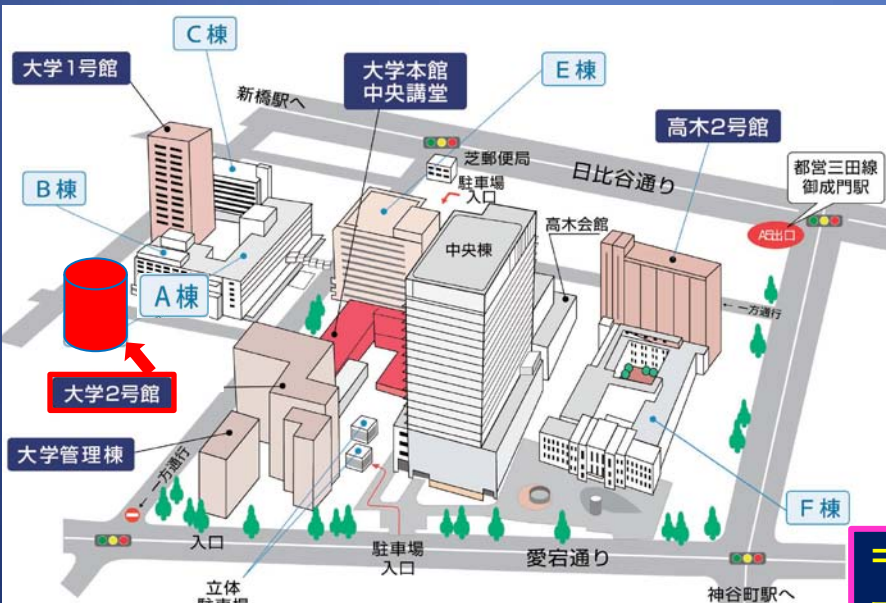 C棟
大学1号館
大学本館
中央講堂
E棟
新橋駅へ
高木2号館
芝郵便局
日比谷通り
都営三田線
御成門駅
駐車場
入口
B棟
高木会館
中央棟
A棟
←一方通行
大学2号館
大学管理棟
←一方通行
F棟
入口
駐車場
入口
愛宕通り
立体
駐車場
神谷町駅へ